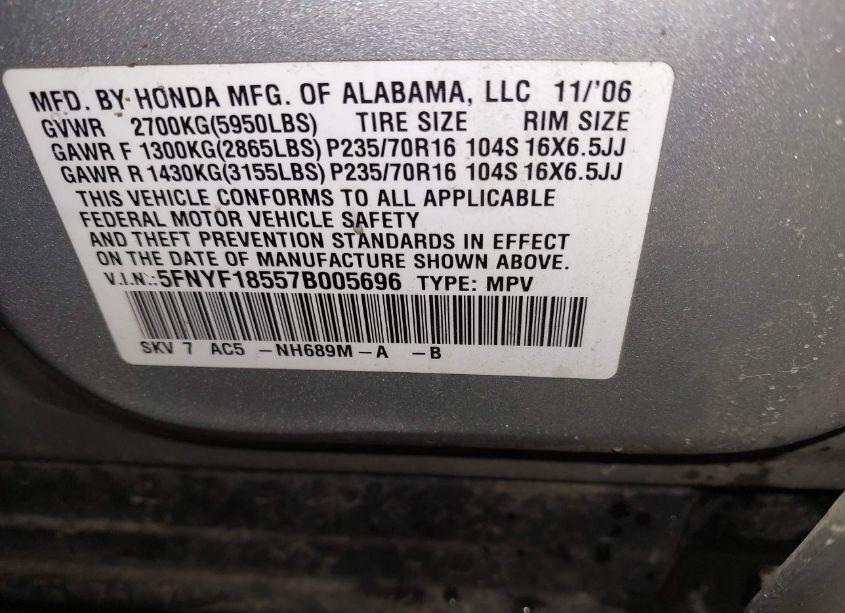 MFD. BY HONDA MFG. OF ALABAMA, LLC 11/'06
GVWR 2700KG(5950LBS) TIRE SIZE RIM SIZE
GAWR F 1300KG(2865LBS) P235/70R16 104S 16X6.5JJ
GAWR R 1430KG(3155LBS) P235/70R16 104S 16X6.5JJ
THIS VEHICLE CONFORMS TO ALL APPLICABLE
FEDERAL MOTOR VEHICLE SAFETY
AND THEFT PREVENTION STANDARDS IN EFFECT
ON THE DATE OF MANUFACTURE SHOWN ABOVE.
V.I.N.:5FNYF18557B005696 TYPE: MPV
SKV 7 AC5 -NH689M-A -B